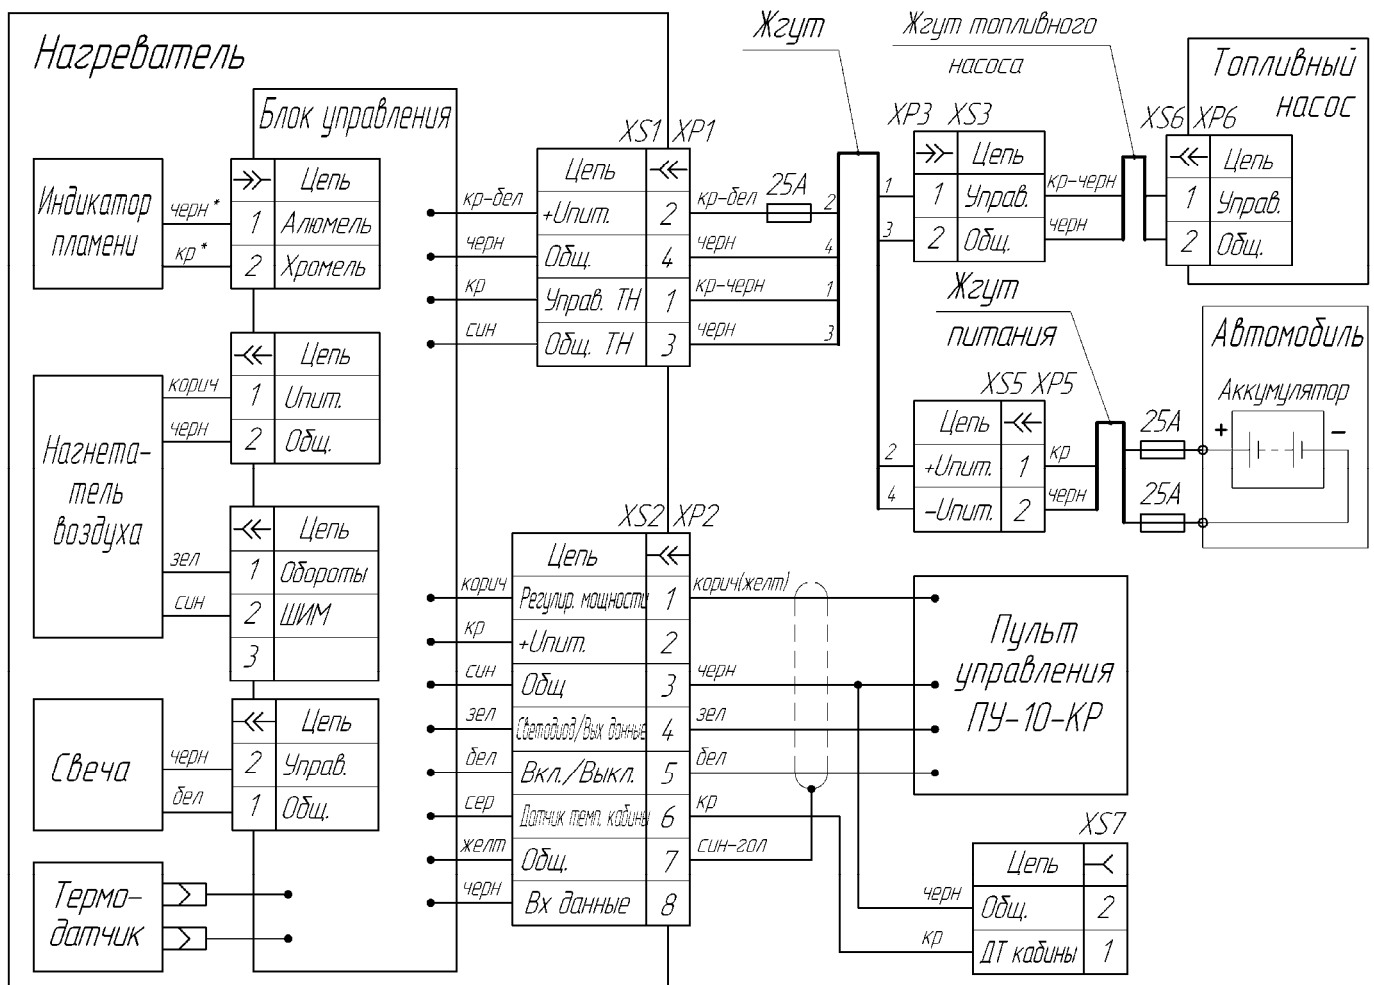 Нагреватель
Блок управления
Индикатор
пламени
черн*
кр*
Цепь
1 Алюмель
2 Хромель
Нагнета-
тель
воздуха
корич
черн
Цепь
1 Uпит.
2 Общ.
зел
син
Цепь
1 Обороты
2 ШИМ
3
Свеча
черн
бел
Цепь
2 Управ.
1 Общ.
Термо-
датчик
XS1 XP1
Цепь
кр-бел +Uпит. 2 кр-бел 25А 2
черн Общ. 4 черн 4
кр Управ. ТН 1 кр-черн 1
син Общ. ТН 3 черн 3
XS2 XP2
Цепь
корич Регулир. мощности 1 корич(желт)
кр +Uпит. 2
син Общ 3 черн
зел Светодиод/Вых данные 4 зел
бел Вкл./Выкл. 5 бел
сер Датчик темп. кабины 6 кр
желт Общ. 7 син-гол
черн Вх данные 8
Жгут
Жгут топливного
насоса
XP3 XS3
Цепь
1 1 Управ. кр-черн
3 2 Общ. черн
Топливный
насос
XS6 XP6
Цепь
1 Управ.
2 Общ.
Жгут
питания
XS5 XP5
Цепь
2 +Uпит. 1 кр
4 -Uпит. 2 черн
25А
25А
Автомобиль
Аккумулятор
+ −
Пульт
управления
ПУ-10-КР
XS7
Цепь
черн Общ. 2
кр ДТ кабины 1